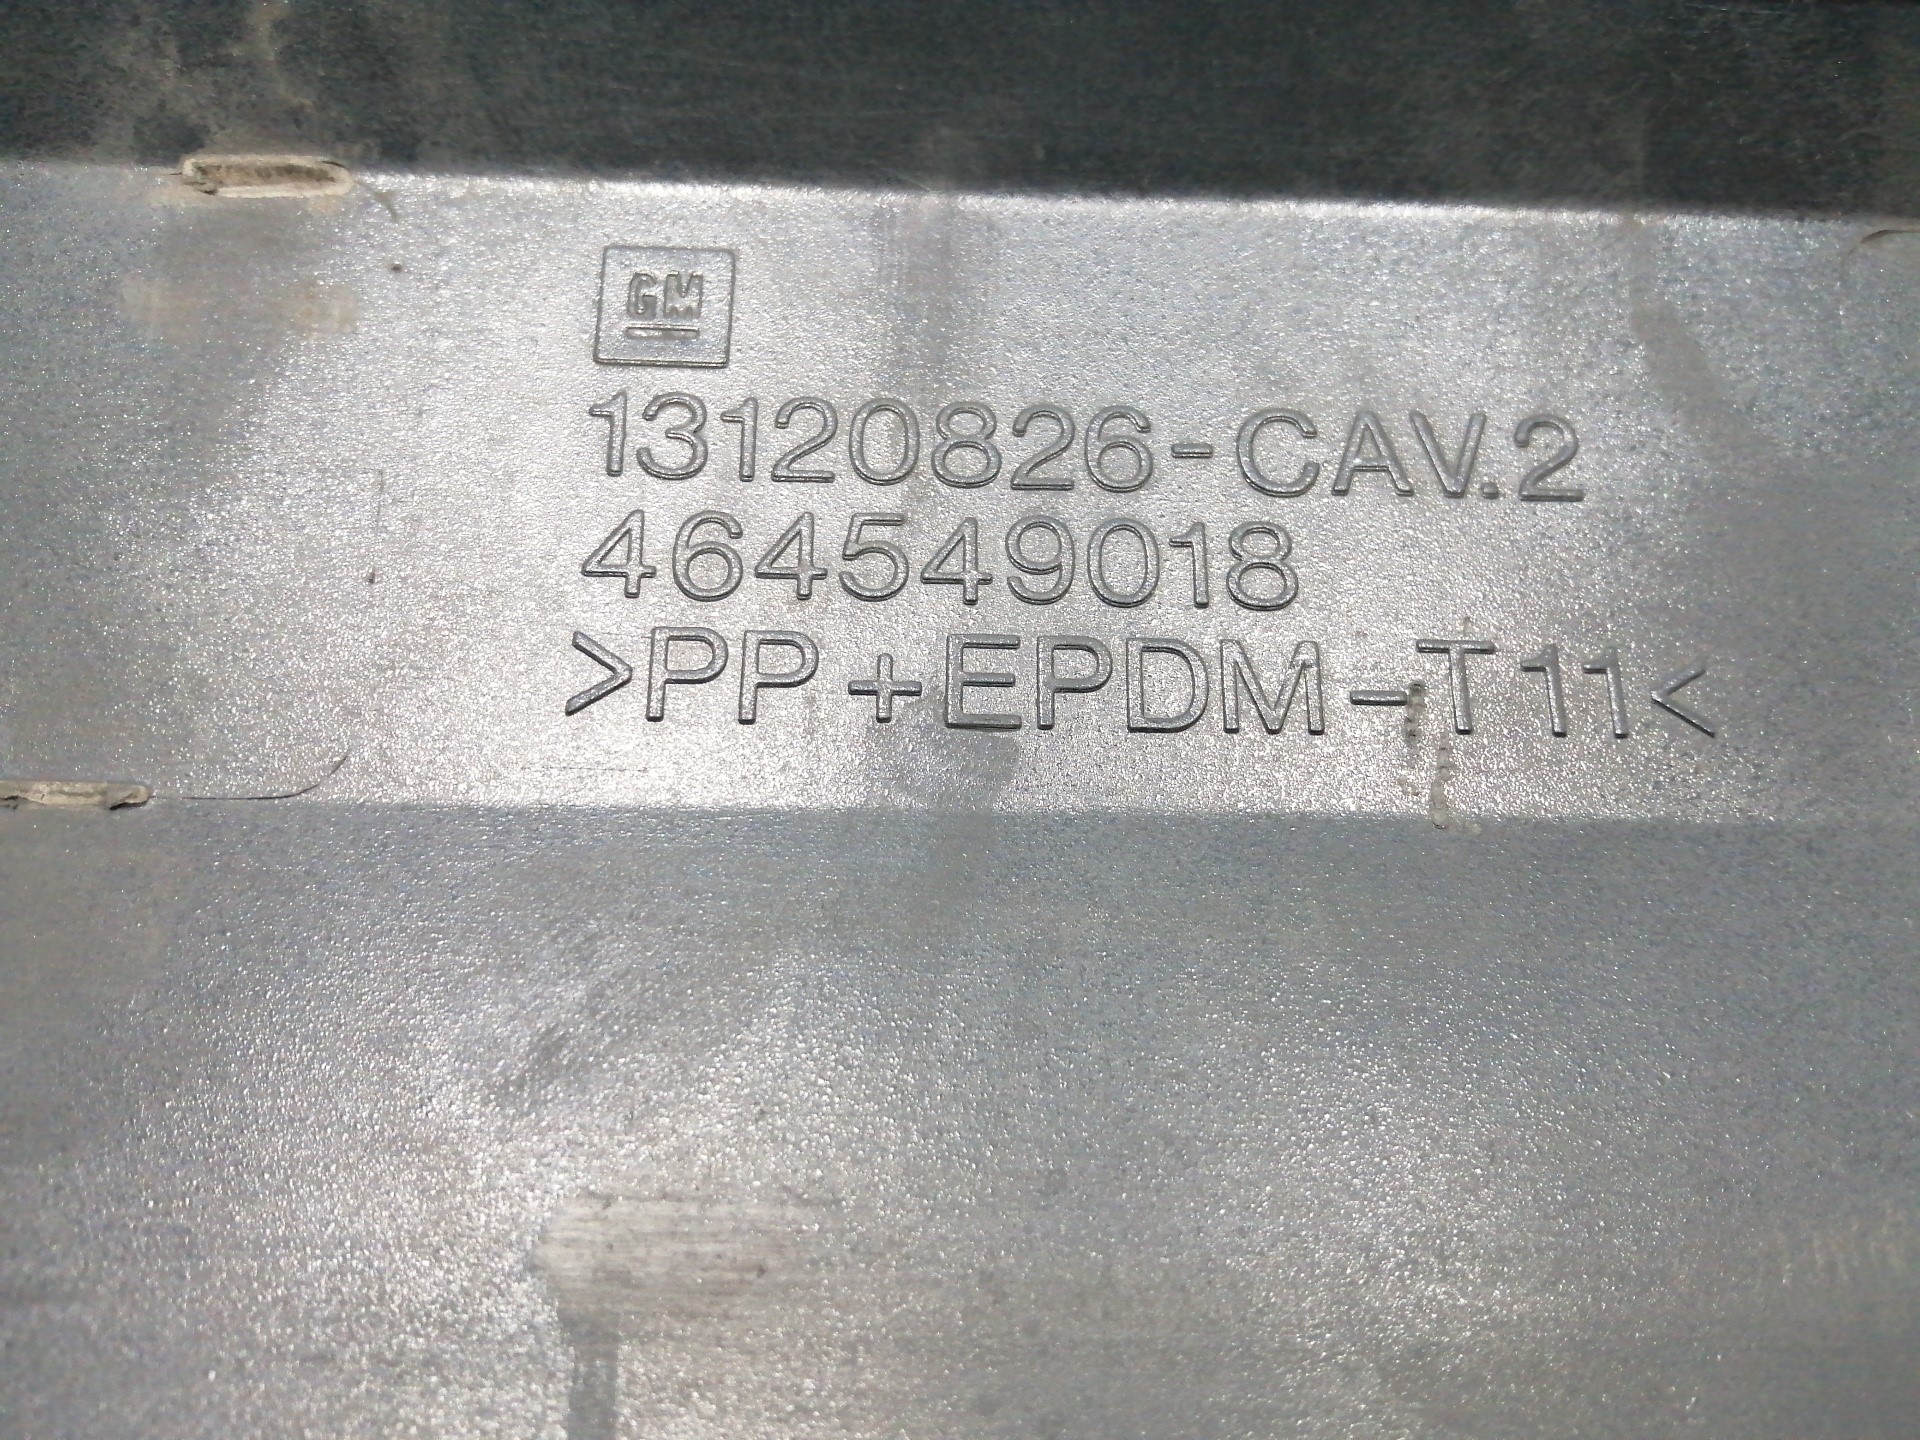 GM
13120826-CAV.2
464549018
>PP+EPDM-T11<